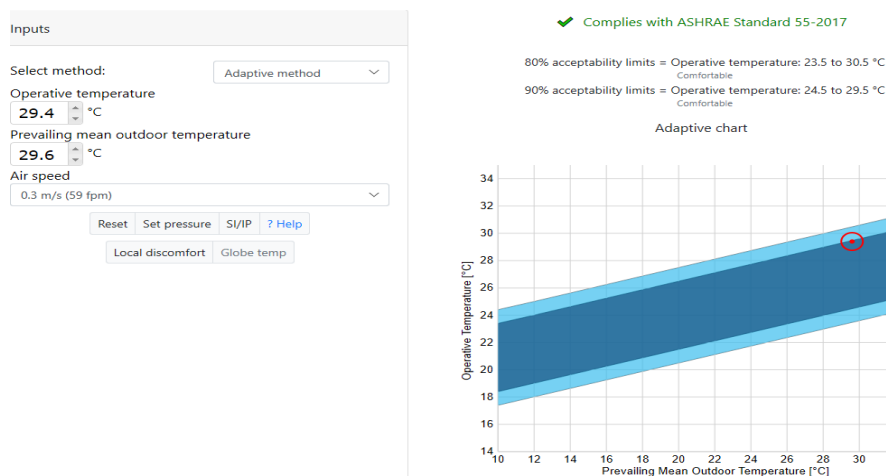 Inputs
Select method:
Adaptive method
Operative temperature
29.4 °C
Prevailing mean outdoor temperature
29.6 °C
Air speed
0.3 m/s (59 fpm)
Reset Set pressure SI/IP ? Help
Local discomfort Globe temp
Complies with ASHRAE Standard 55-2017
80% acceptability limits = Operative temperature: 23.5 to 30.5 °C
Comfortable
90% acceptability limits = Operative temperature: 24.5 to 29.5 °C
Comfortable
Adaptive chart
Operative Temperature [°C]
34
32
30
28
26
24
22
20
18
16
14
10 12 14 16 18 20 22 24 26 28 30
Prevailing Mean Outdoor Temperature [°C]